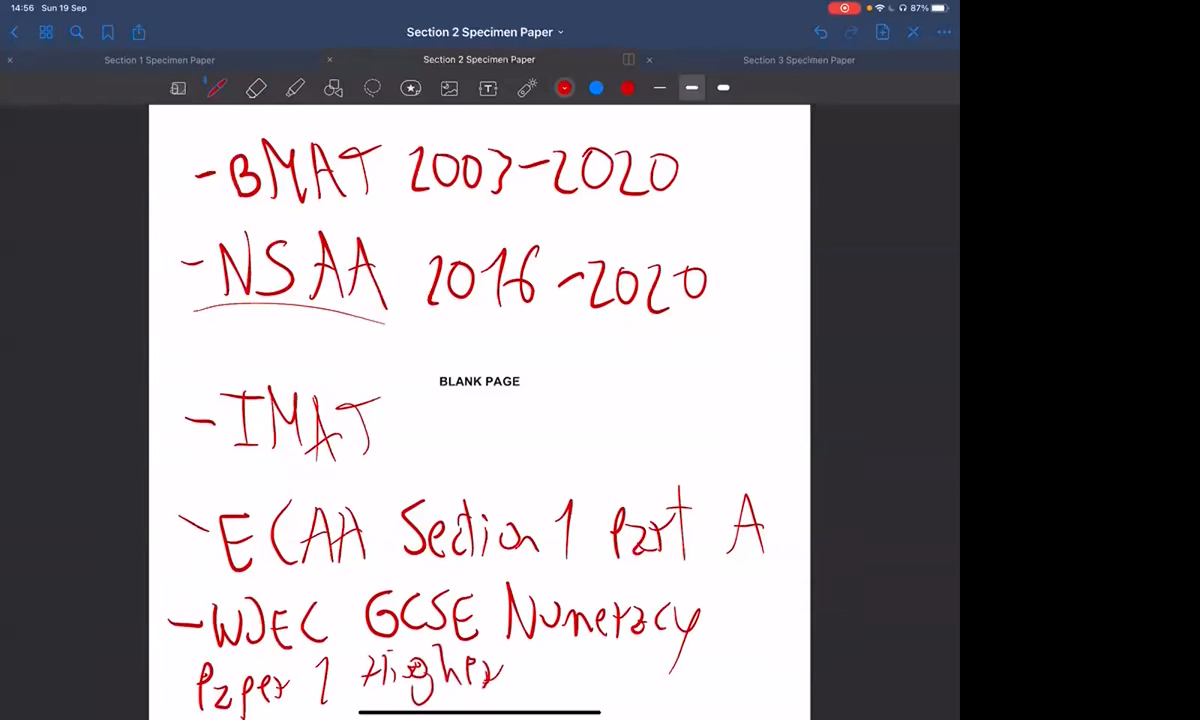 14:56 Sun 19 Sep
87%
Section 2 Specimen Paper
Section 1 Specimen Paper
Section 2 Specimen Paper
Section 3 Specimen Paper
- BMAT 2003-2020
- NSAA 2016-2020
BLANK PAGE
- IMAT
- ECAA Section 1 Part A
- WJEC GCSE Numeracy
Paper 1 Higher